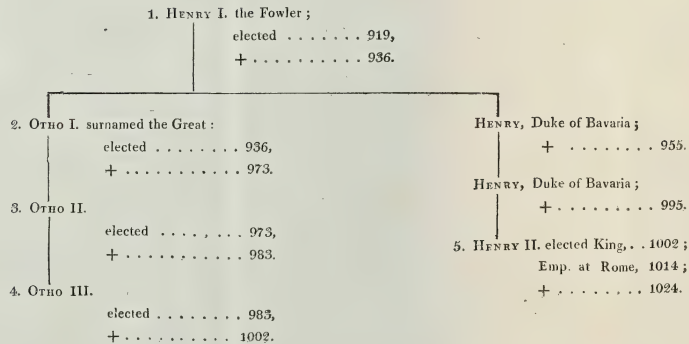 1. HENRY I. the Fowler ;
elected . . . . . . . 919,
+ . . . . . . . . . . 936.
2. OTHO I. surnamed the Great :
elected . . . . . . . . 936,
+ . . . . . . . . . . . 973.
3. OTHO II.
elected . . . . . . . . 973,
+ . . . . . . . . . . . 983.
4. OTHO III.
elected . . . . . . . . 983,
+ . . . . . . . . . . 1002.
HENRY, Duke of Bavaria ;
+ . . . . . . . . 955.
HENRY, Duke of Bavaria ;
+ . . . . . . . . . 995.
5. HENRY II. elected King, . . 1002 ;
Emp. at Rome, 1014 ;
+ . . . . . . . . 1024.